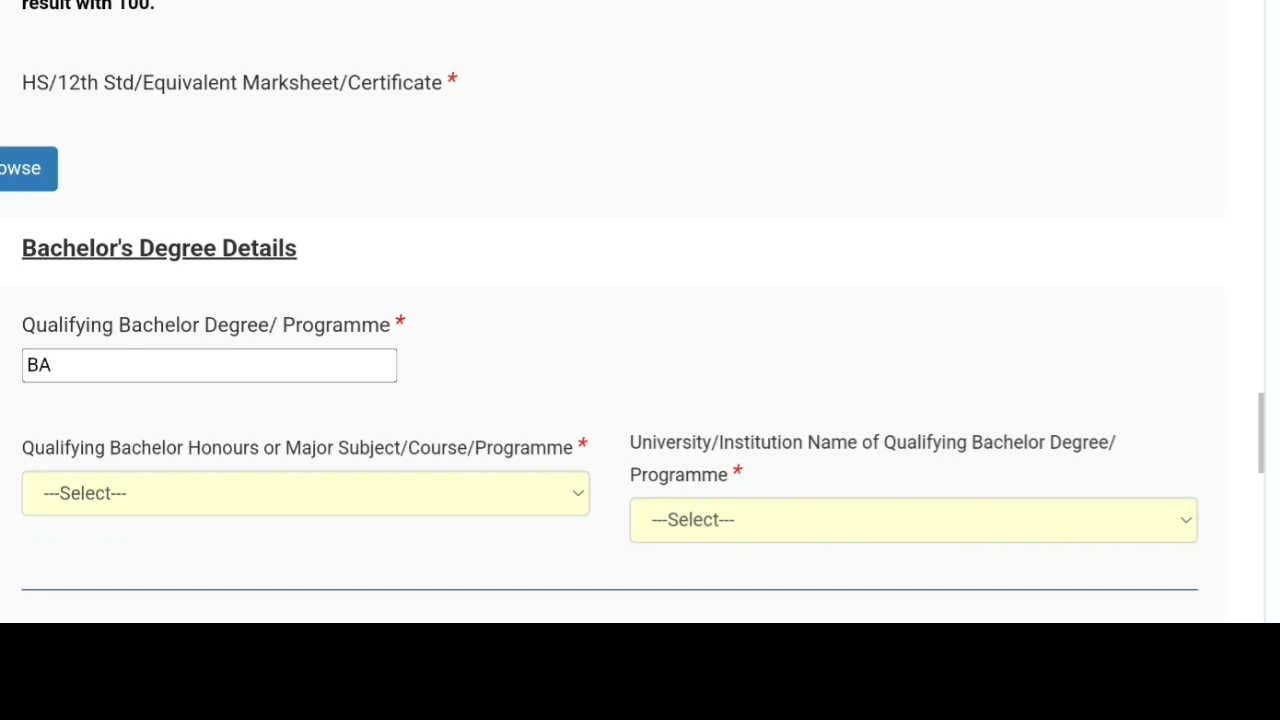 result with 100.
HS/12th Std/Equivalent Marksheet/Certificate *
owse
Bachelor's Degree Details
Qualifying Bachelor Degree/ Programme *
BA
Qualifying Bachelor Honours or Major Subject/Course/Programme *
---Select---
University/Institution Name of Qualifying Bachelor Degree/
Programme *
---Select---